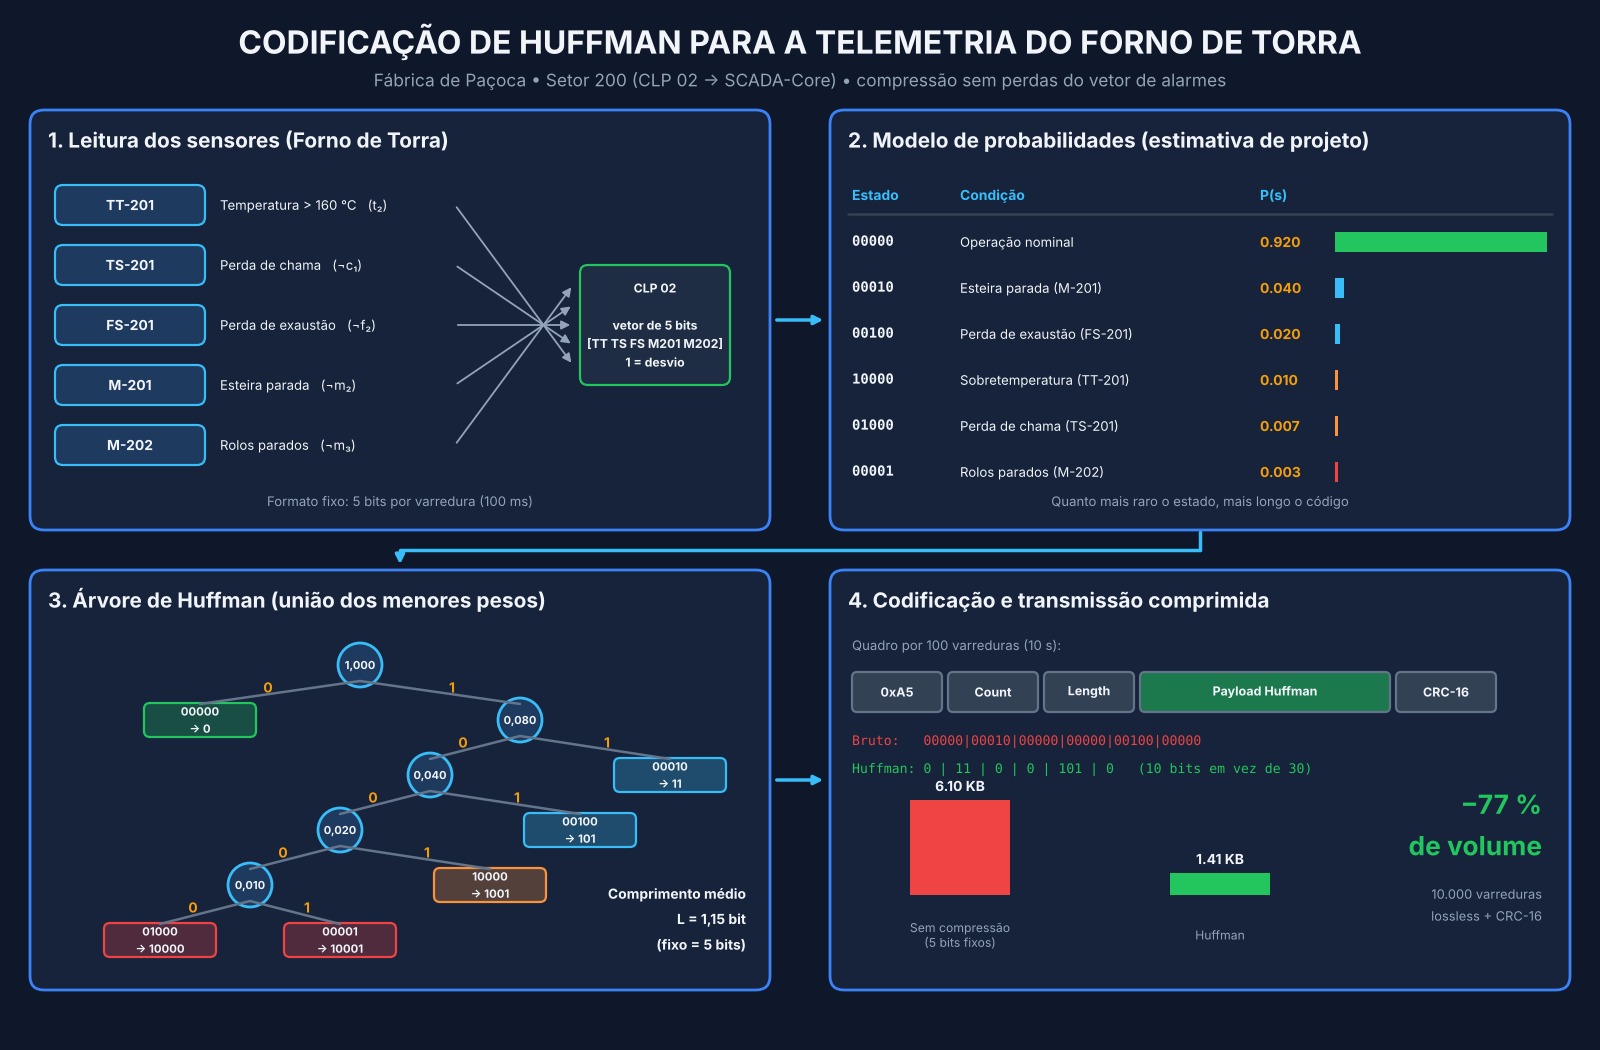 CODIFICAÇÃO DE HUFFMAN PARA A TELEMETRIA DO FORNO DE TORRA
Fábrica de Paçoca • Setor 200 (CLP 02 → SCADA-Core) • compressão sem perdas do vetor de alarmes
1. Leitura dos sensores (Forno de Torra)
TT-201 Temperatura > 160 °C (t₂)
TS-201 Perda de chama (¬c₁)
FS-201 Perda de exaustão (¬f₂)
M-201 Esteira parada (¬m₂)
M-202 Rolos parados (¬m₃)
CLP 02
vetor de 5 bits
[TT TS FS M201 M202]
1 = desvio
Formato fixo: 5 bits por varredura (100 ms)
2. Modelo de probabilidades (estimativa de projeto)
Estado Condição P(s)
00000 Operação nominal 0.920
00010 Esteira parada (M-201) 0.040
00100 Perda de exaustão (FS-201) 0.020
10000 Sobretemperatura (TT-201) 0.010
01000 Perda de chama (TS-201) 0.007
00001 Rolos parados (M-202) 0.003
Quanto mais raro o estado, mais longo o código
3. Árvore de Huffman (união dos menores pesos)
1,000
0 1
00000
→ 0
0,080
0 1
0,040
00010
→ 11
0 1
0,020
00100
→ 101
0 1
0,010
10000
→ 1001
0 1
01000
→ 10000
00001
→ 10001
Comprimento médio
L = 1,15 bit
(fixo = 5 bits)
4. Codificação e transmissão comprimida
Quadro por 100 varreduras (10 s):
0xA5 Count Length Payload Huffman CRC-16
Bruto: 00000|00010|00000|00000|00100|00000
Huffman: 0 | 11 | 0 | 0 | 101 | 0 (10 bits em vez de 30)
6.10 KB
Sem compressão
(5 bits fixos)
1.41 KB
Huffman
−77 %
de volume
10.000 varreduras
lossless + CRC-16